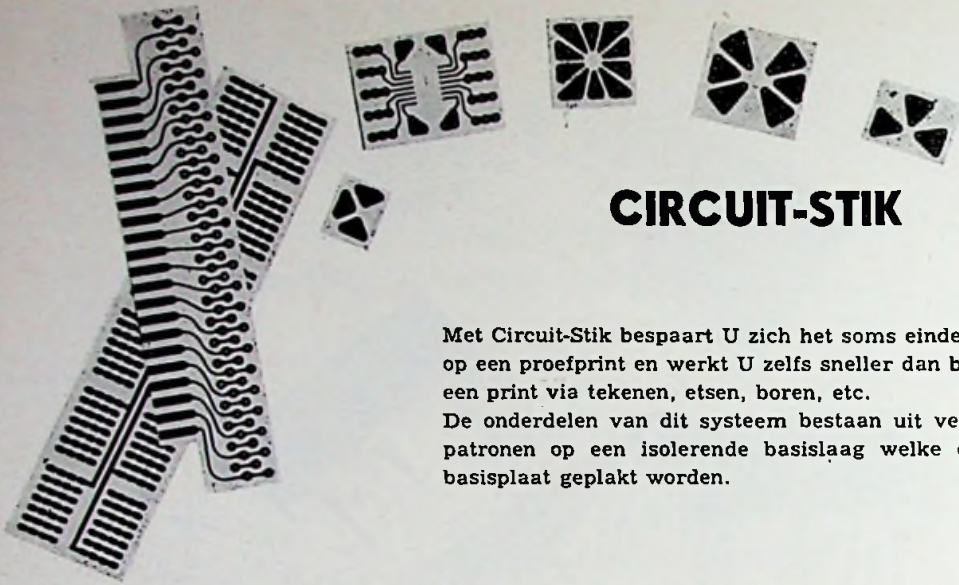 CIRCUIT-STIK
Met Circuit-Stik bespaart U zich het soms einde
op een proefprint en werkt U zelfs sneller dan b
een print via tekenen, etsen, boren, etc.
De onderdelen van dit systeem bestaan uit ve
patronen op een isolerende basislaag welke
basisplaat geplakt worden.